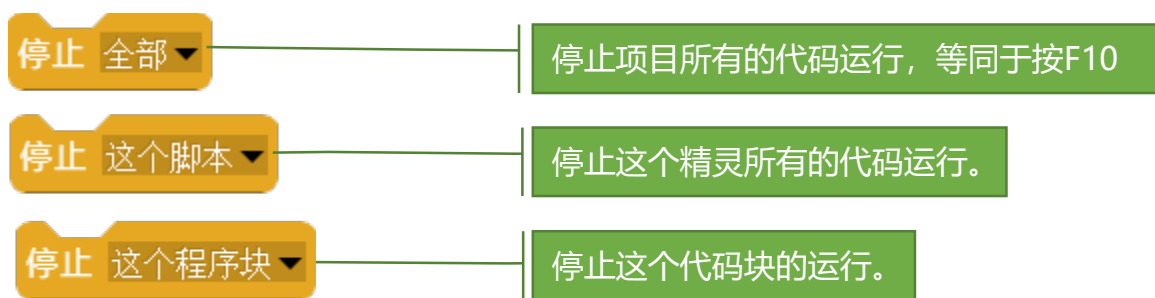 停止 全部
停止项目所有的代码运行，等同于按F10
停止 这个脚本
停止这个精灵所有的代码运行。
停止 这个程序块
停止这个代码块的运行。